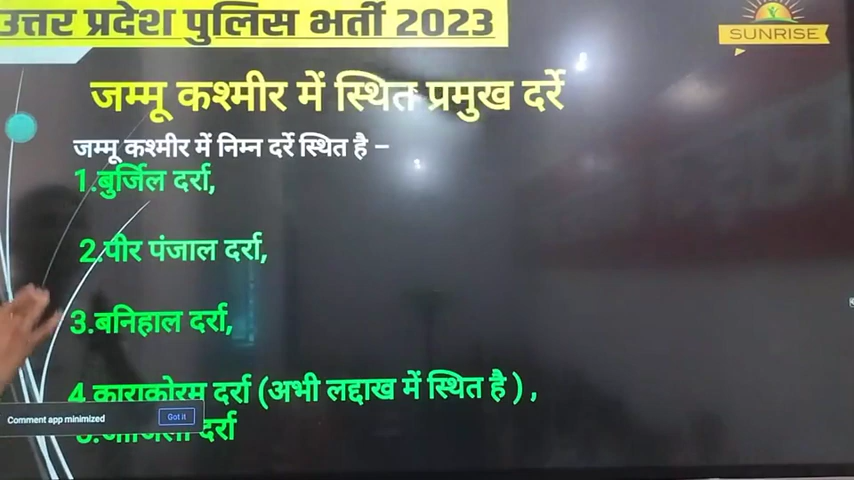 उत्तर प्रदेश पुलिस भर्ती 2023
SUNRISE
जम्मू कश्मीर में स्थित प्रमुख दर्रे
जम्मू कश्मीर में निम्न दर्रे स्थित है –
1.बुर्जिल दर्रा,
2.पीर पंजाल दर्रा,
3.बनिहाल दर्रा,
4.काराकोरम दर्रा (अभी लद्दाख में स्थित है ) ,
Comment app minimized
Got it
दर्रा